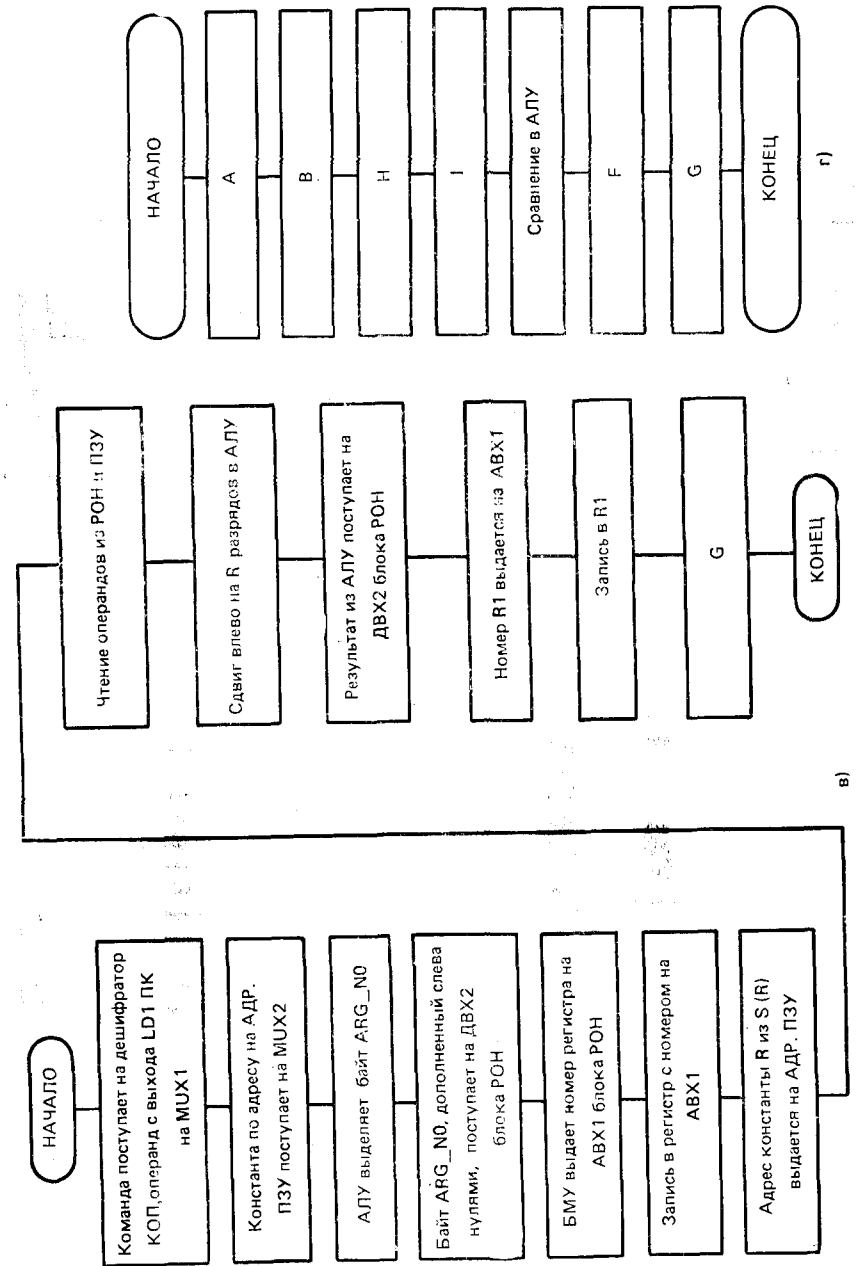 НАЧАЛО
Команда поступает на дешифратор
КОП,операнд с выхода LD1 ПК
на MUX1
Константа по адресу на АДР.
ПЗУ поступает на MUX2
АЛУ выделяет байт ARG_N0
Байт ARG_N0, дополненный слева
нулями, поступает на ДВХ2
блока РОН
БМУ выдает номер регистра на
АВХ1 блока РОН
Запись в регистр с номером на
АВХ1
Адрес константы R из S (R)
выдается на АДР. ПЗУ
Чтение операндов из РОН и ПЗУ
Сдвиг влево на R разрядов в АЛУ
Результат из АЛУ поступает на
ДВХ2 блока РОН
Номер R1 выдается на АВХ1
Запись в R1
G
КОНЕЦ
в)
НАЧАЛО
A
B
H
I
Сравнение в АЛУ
F
G
КОНЕЦ
г)